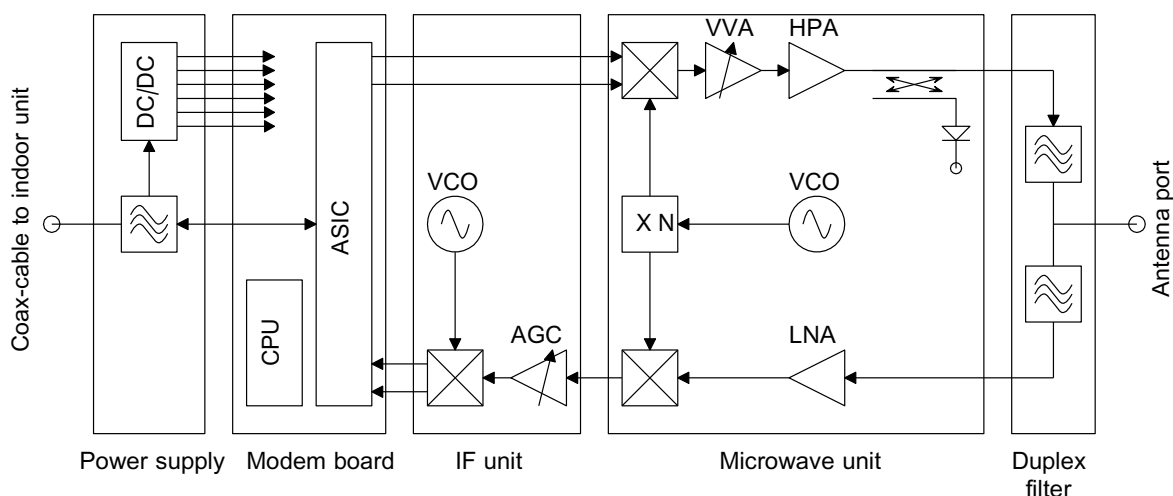 VVA
HPA
DC/DC
Coax-cable to indoor unit
ASIC
VCO
X N
VCO
Antenna port
CPU
AGC
LNA
Power supply
Modem board
IF unit
Microwave unit
Duplex
filter